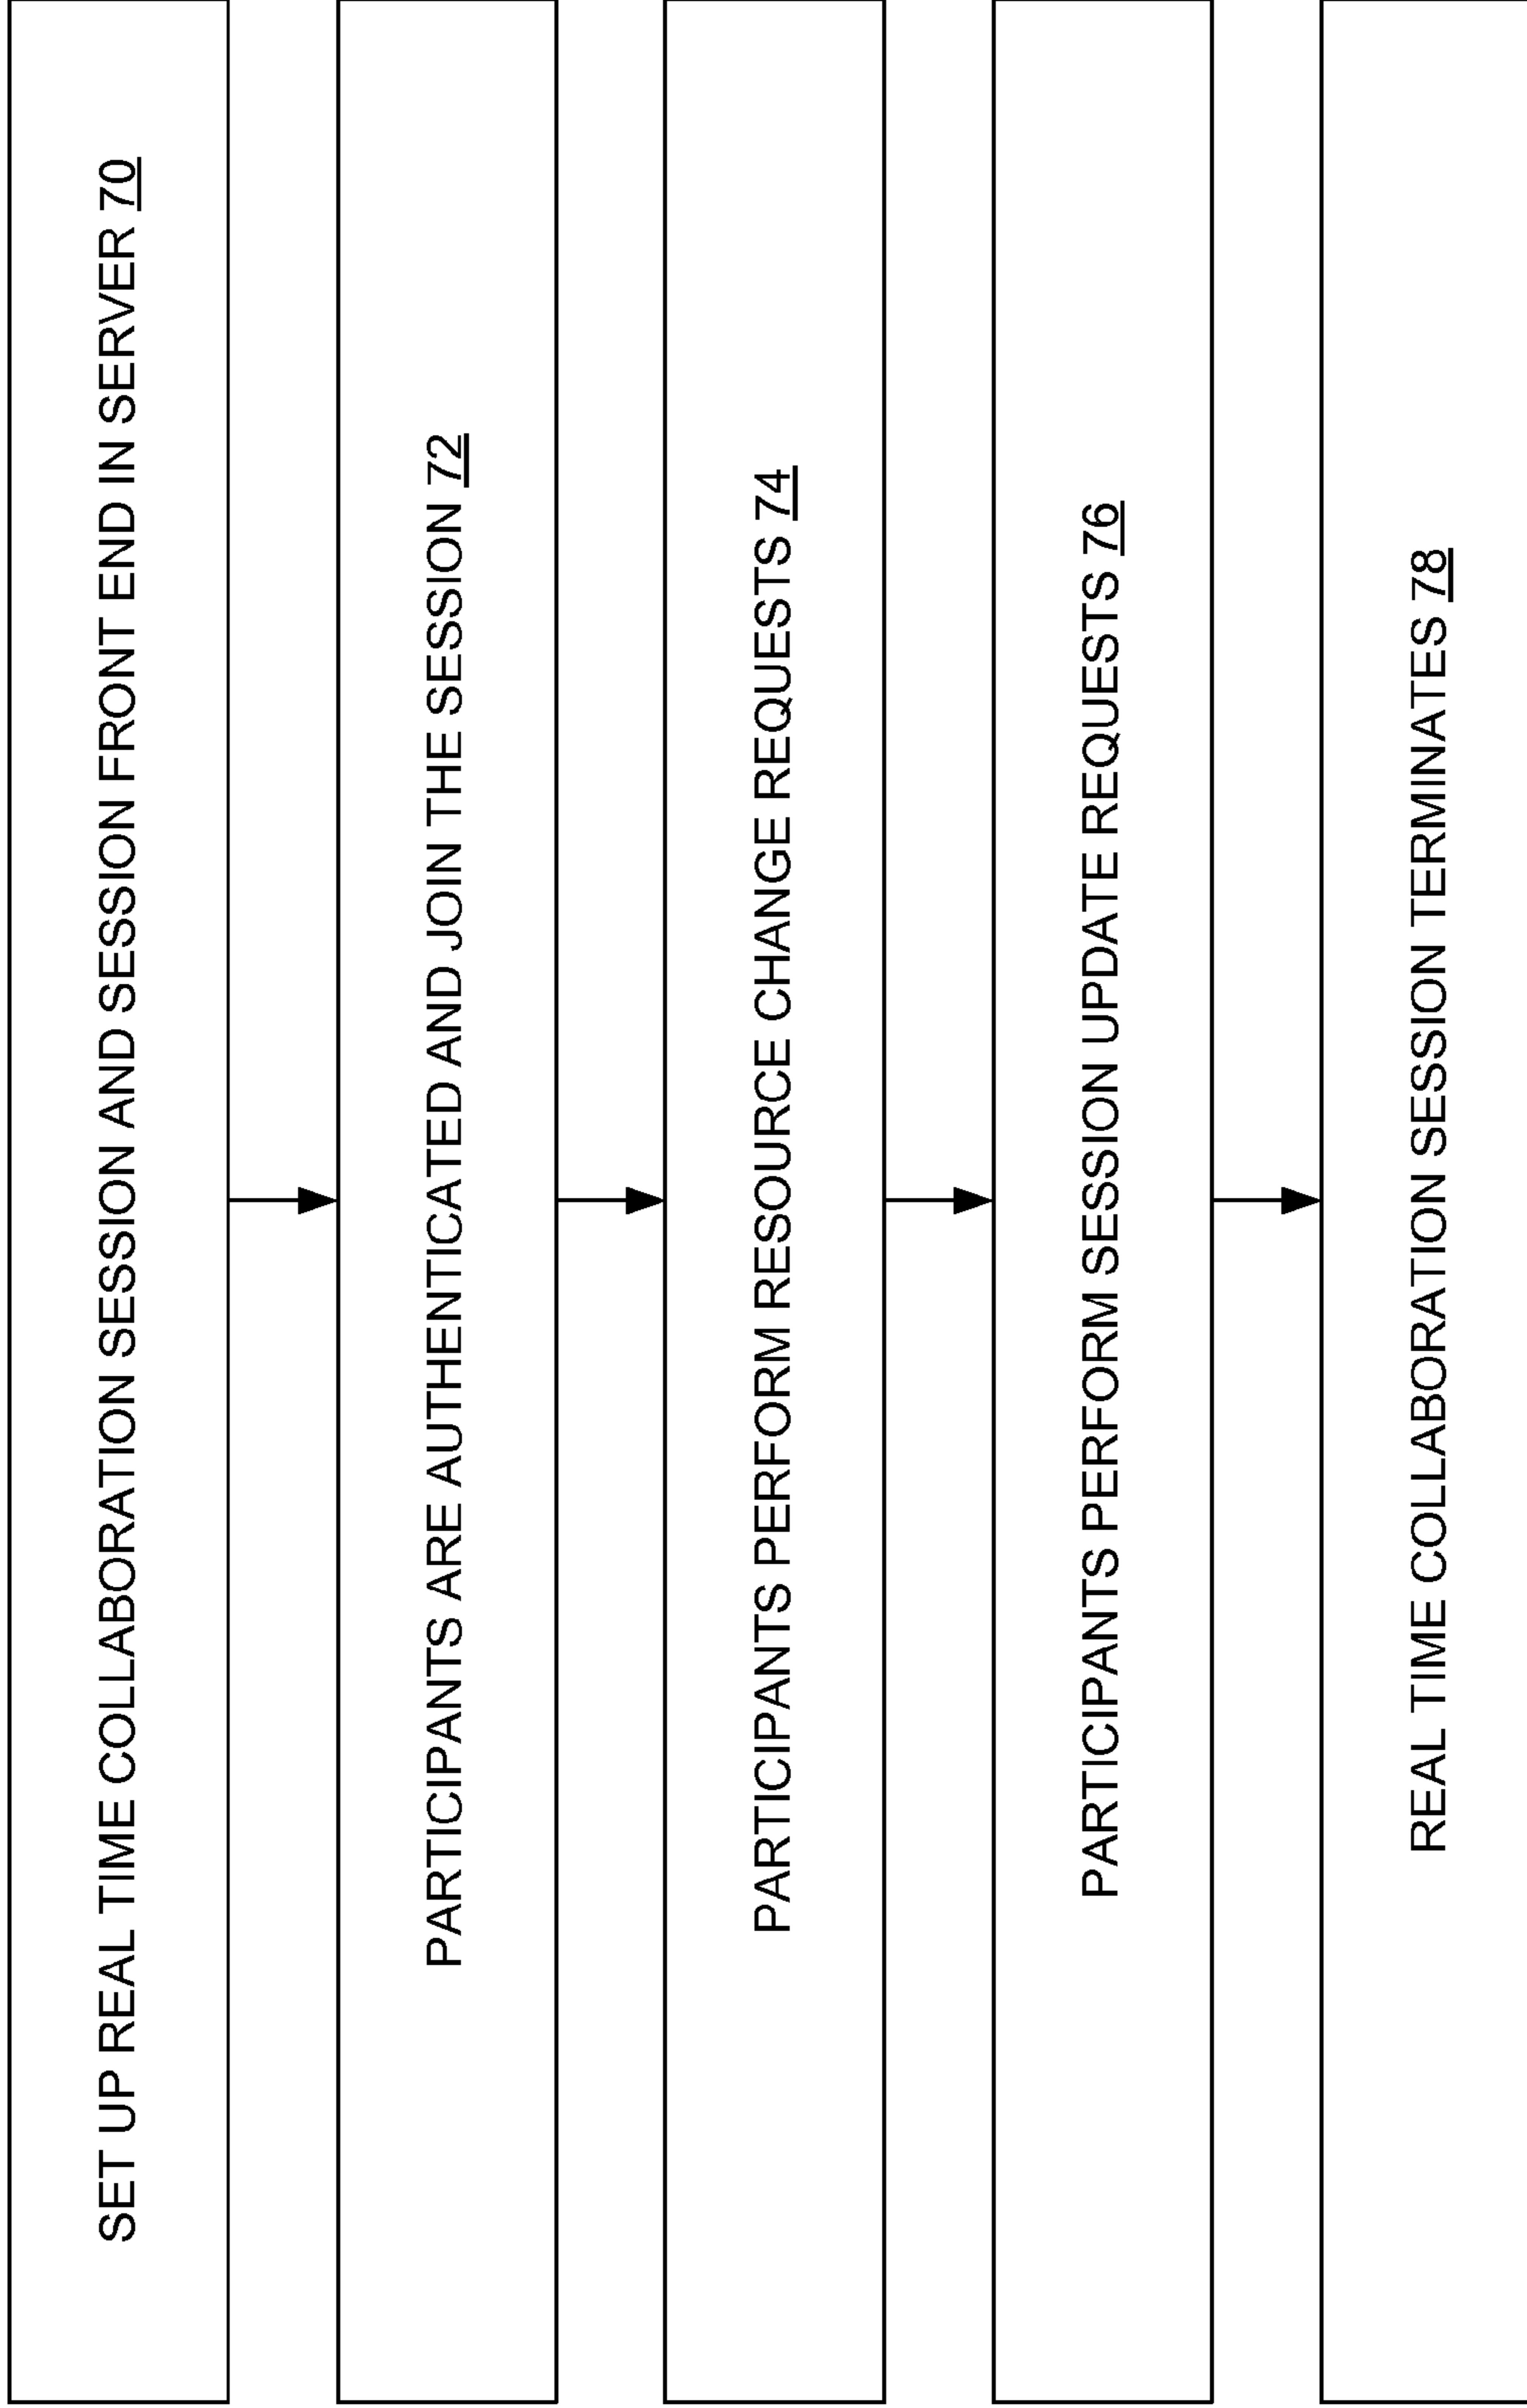 SET UP REAL TIME COLLABORATION SESSION AND SESSION FRONT END IN SERVER 70
PARTICIPANTS ARE AUTHENTICATED AND JOIN THE SESSION 72
PARTICIPANTS PERFORM RESOURCE CHANGE REQUESTS 74
PARTICIPANTS PERFORM SESSION UPDATE REQUESTS 76
REAL TIME COLLABORATION SESSION TERMINATES 78